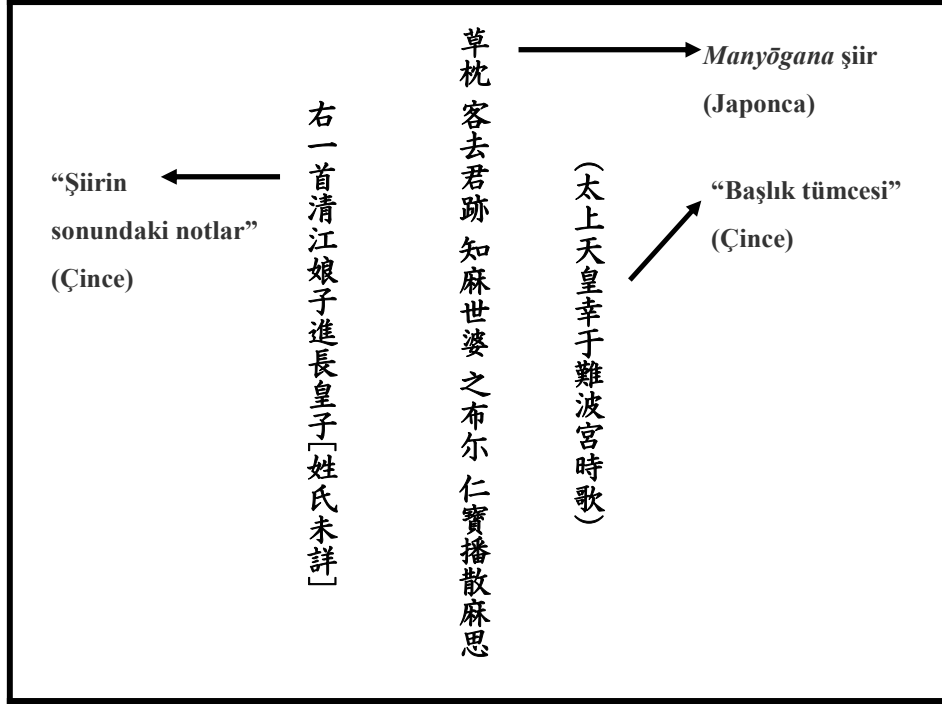 Manyōgana şiir
(Japonca)
“Başlık tümcesi”
(Çince)
(太上天皇幸于難波宮時歌)
草枕 客去君跡 知麻世婆 之布尓 仁寶播散麻思
右一首清江娘子進長皇子[姓氏未詳]
“Şiirin
sonundaki notlar”
(Çince)